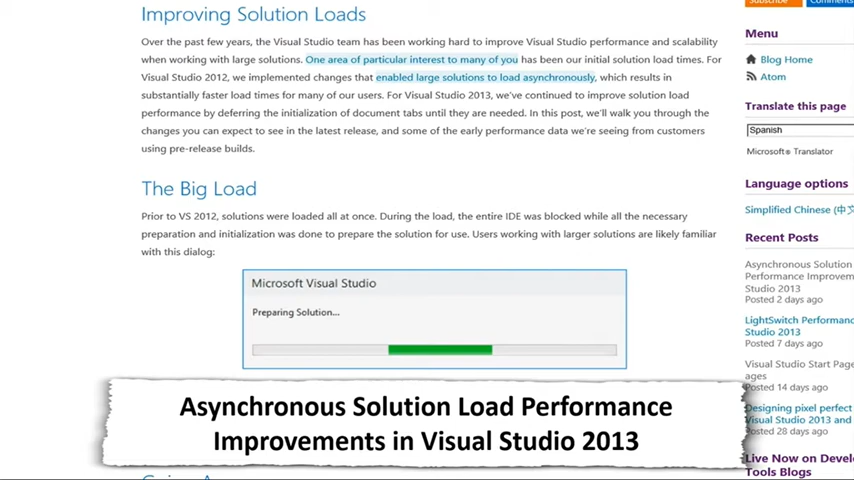 Improving Solution Loads
Over the past few years, the Visual Studio team has been working hard to improve Visual Studio performance and scalability
when working with large solutions. One area of particular interest to many of you has been our initial solution load times. For
Visual Studio 2012, we implemented changes that enabled large solutions to load asynchronously, which results in
substantially faster load times for many of our users. For Visual Studio 2013, we've continued to improve solution load
performance by deferring the initialization of document tabs until they are needed. In this post, we'll walk you through the
changes you can expect to see in the latest release, and some of the early performance data we're seeing from customers
using pre-release builds.
The Big Load
Prior to VS 2012, solutions were loaded all at once. During the load, the entire IDE was blocked while all the necessary
preparation and initialization was done to prepare the solution for use. Users working with larger solutions are likely familiar
with this dialog:
Microsoft Visual Studio
Preparing Solution...
Asynchronous Solution Load Performance
Improvements in Visual Studio 2013
Subscribe
Comments
Menu
Blog Home
Atom
Translate this page
Spanish
Microsoft® Translator
Language options
Simplified Chinese (中文
Recent Posts
Asynchronous Solution
Performance Improvem
Studio 2013
Posted 2 days ago
LightSwitch Performanc
Studio 2013
Posted 7 days ago
Visual Studio Start Page
ages
Posted 14 days ago
Designing pixel perfect
Visual Studio 2013 and
Posted 28 days ago
Live Now on Develo
Tools Blogs